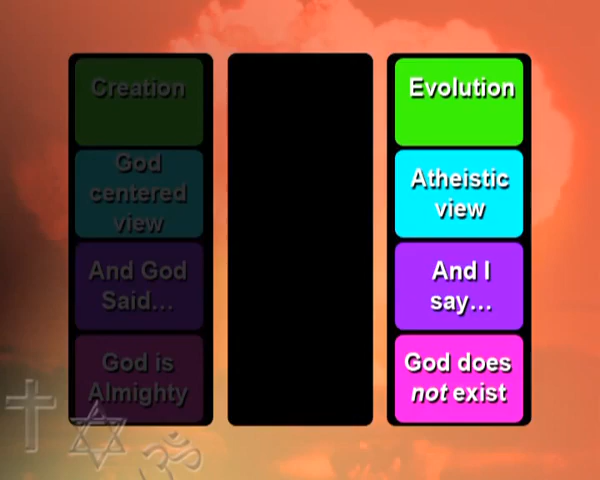 Creation
God
centered
view
And God
Said...
God is
Almighty
Evolution
Atheistic
view
And I
say...
God does
not exist